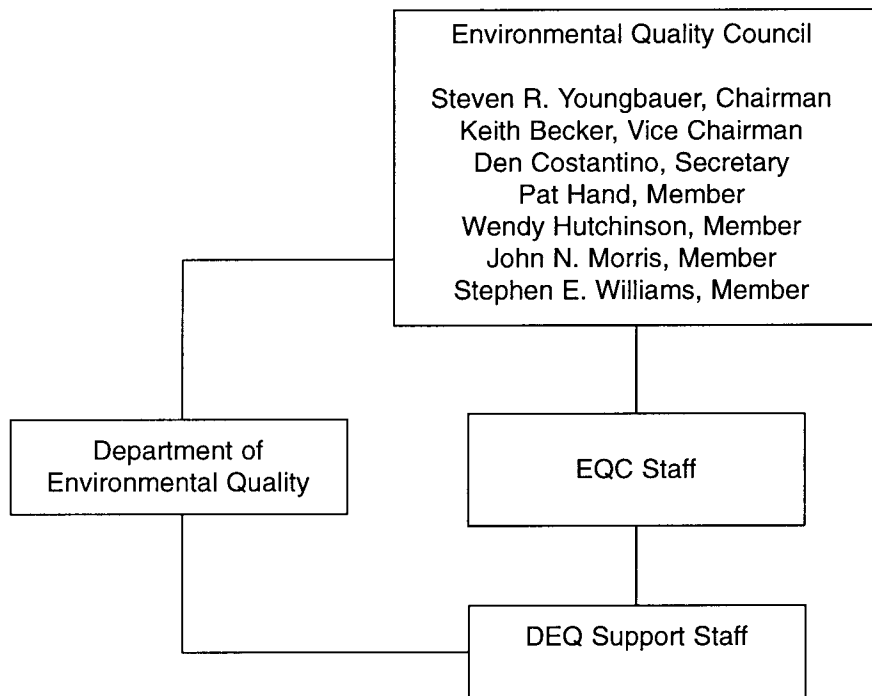 Environmental Quality Council
Steven R. Youngbauer, Chairman
Keith Becker, Vice Chairman
Den Costantino, Secretary
Pat Hand, Member
Wendy Hutchinson, Member
John N. Morris, Member
Stephen E. Williams, Member
Department of
Environmental Quality
EQC Staff
DEQ Support Staff